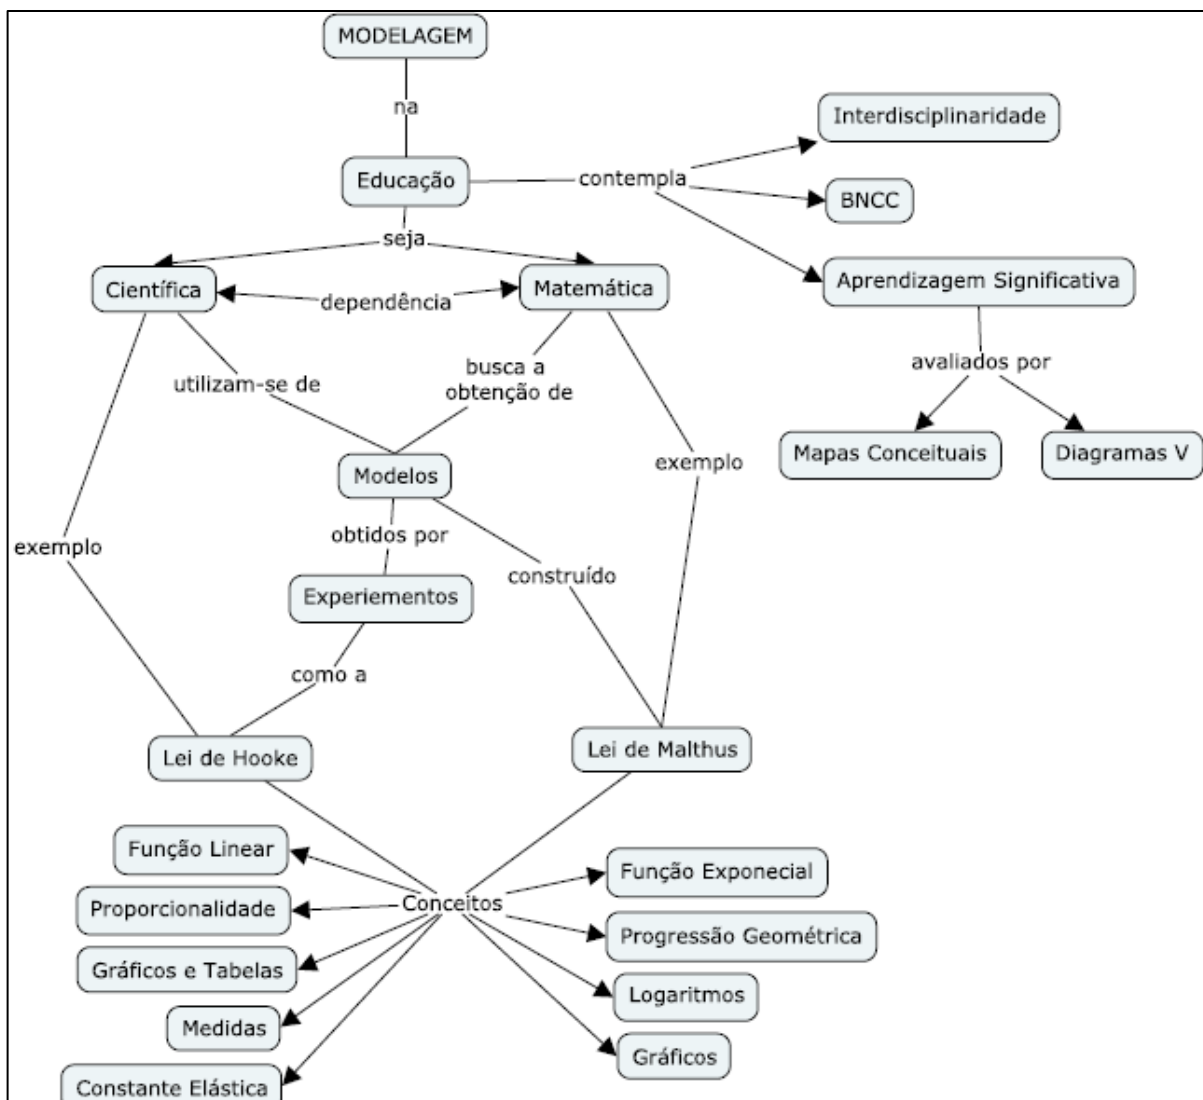 MODELAGEM
na
Interdisciplinaridade
Educação
contempla
BNCC
seja
Científica
dependência
Matemática
Aprendizagem Significativa
utilizam-se de
busca a
obtenção de
avaliados por
Mapas Conceituais
Diagramas V
Modelos
exemplo
exemplo
obtidos por
construído
Experiementos
como a
Lei de Hooke
Lei de Malthus
Conceitos
Função Linear
Proporcionalidade
Gráficos e Tabelas
Medidas
Constante Elástica
Função Exponecial
Progressão Geométrica
Logaritmos
Gráficos